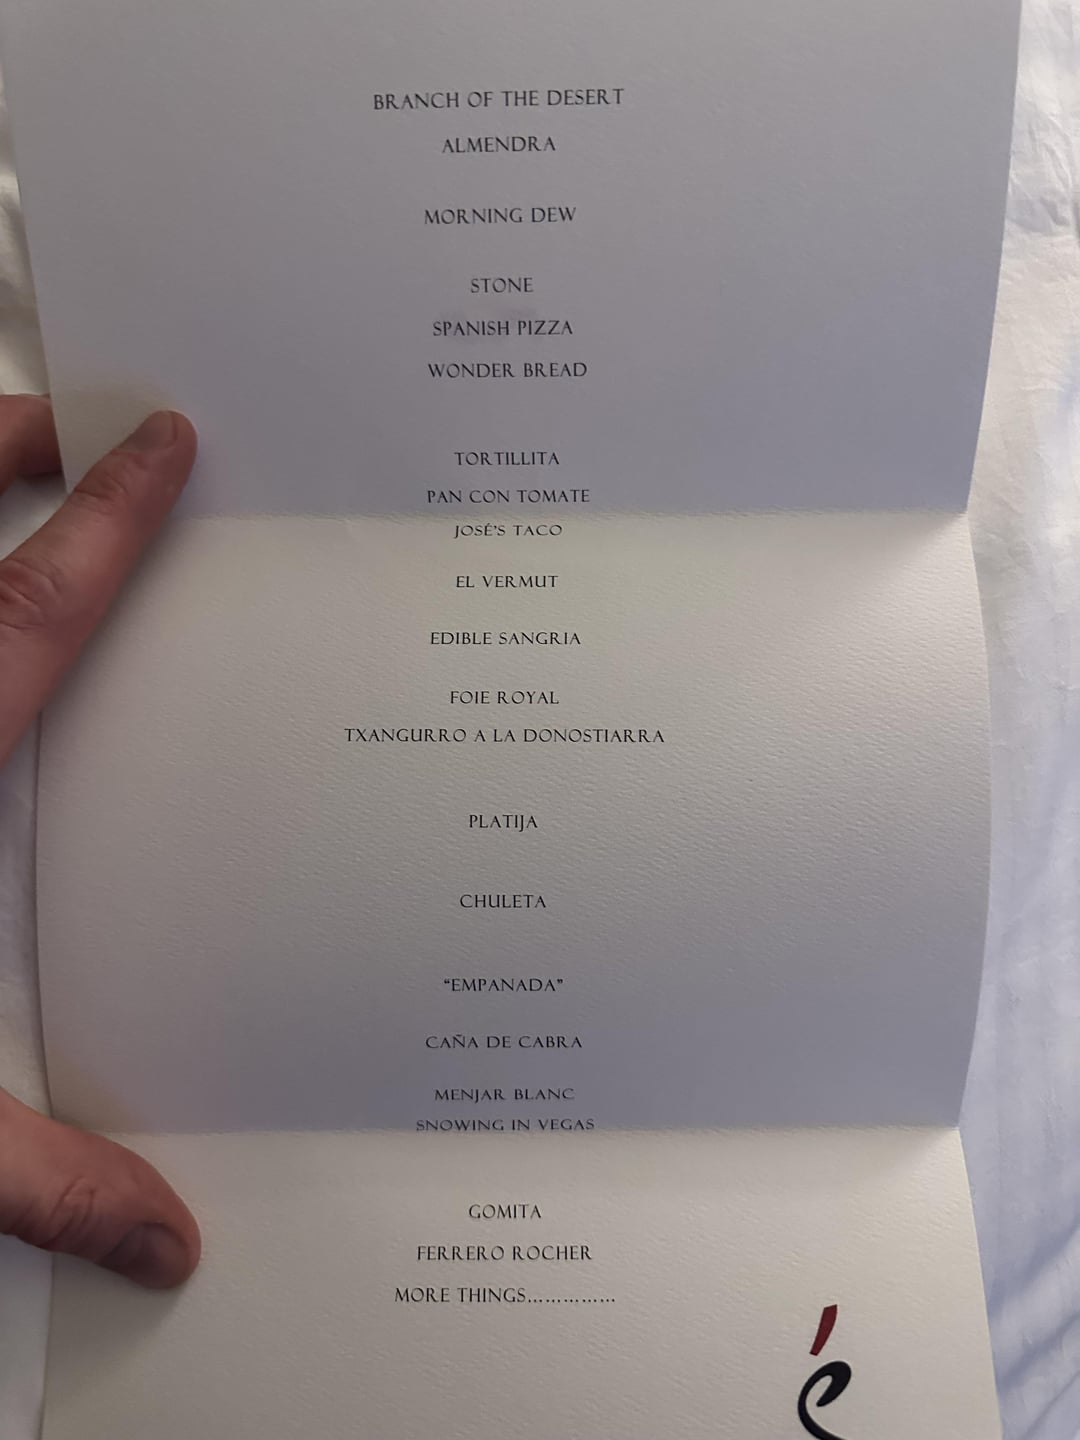 BRANCH OF THE DESERT
ALMENDRA
MORNING DEW
STONE
SPANISH PIZZA
WONDER BREAD
TORTILLITA
PAN CON TOMATE
JOSÉ'S TACO
EL VERMUT
EDIBLE SANGRIA
FOIE ROYAL
TXANGURRO A LA DONOSTIARRA
PLATIJA
CHULETA
“EMPANADA”
CAÑA DE CABRA
MENJAR BLANC
SNOWING IN VEGAS
GOMITA
FERRERO ROCHER
MORE THINGS...............
é